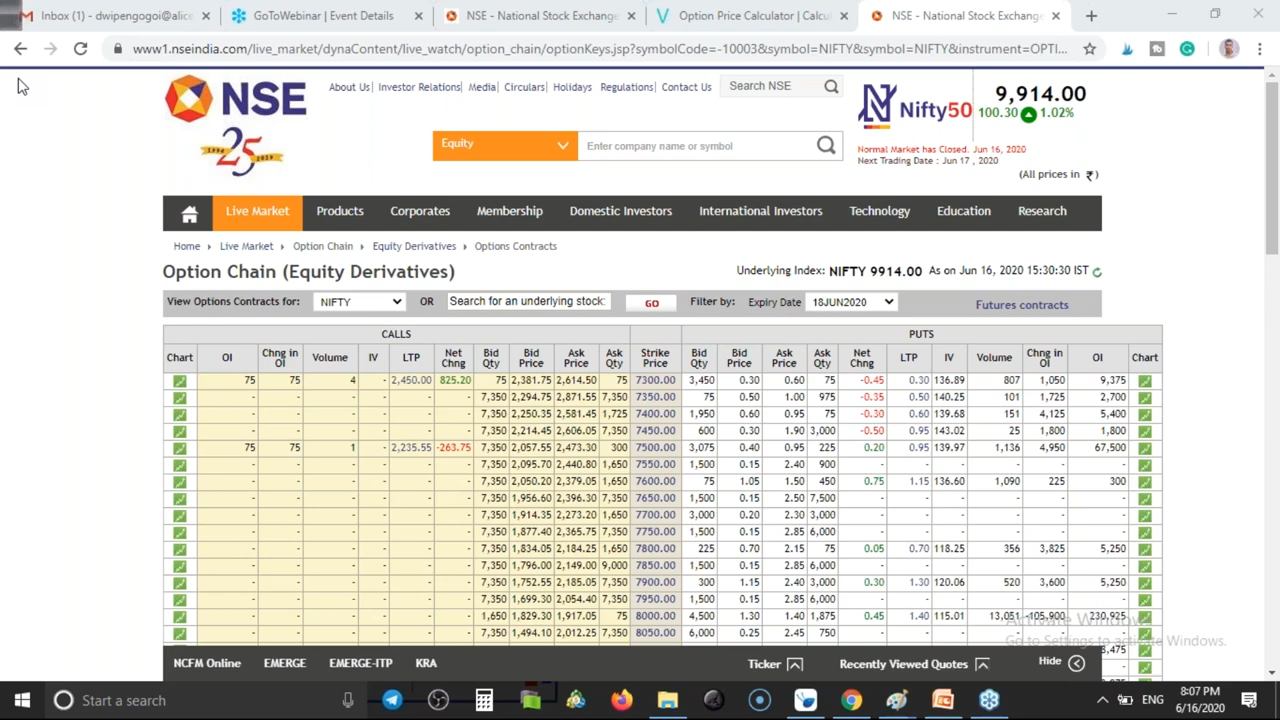 Inbox (1) - dwipengogoi@alice
GoToWebinar | Event Details
NSE - National Stock Exchange
Option Price Calculator | Calcu
NSE - National Stock Exchange
www1.nseindia.com/live_market/dynaContent/live_watch/option_chain/optionKeys.jsp?symbolCode=-10003&symbol=NIFTY&symbol=NIFTY&instrument=OPTI...
NSE
About Us Investor Relations Media Circulars Holidays Regulations Contact Us
Search NSE
Nifty50
9,914.00
100.30 1.02%
Equity
Enter company name or symbol
Normal Market has Closed. Jun 16, 2020
Next Trading Date : Jun 17 , 2020
(All prices in ₹)
Live Market Products Corporates Membership Domestic Investors International Investors Technology Education Research
Home Live Market Option Chain Equity Derivatives Options Contracts
Option Chain (Equity Derivatives)
Underlying Index: NIFTY 9914.00 As on Jun 16, 2020 15:30:30 IST
View Options Contracts for: NIFTY OR Search for an underlying stock: GO Filter by: Expiry Date 18JUN2020 Futures contracts
CALLS PUTS
Chart OI Chng in OI Volume IV LTP Net Chng Bid Qty Bid Price Ask Price Ask Qty Strike Price Bid Qty Bid Price Ask Price Ask Qty Net Chng LTP IV Volume Chng in OI OI Chart
75 75 4 - 2,450.00 825.20 75 2,381.75 2,614.50 75 7300.00 3,450 0.30 0.60 75 -0.45 0.30 136.89 807 1,050 9,375
- - - - - - 7,350 2,294.75 2,871.55 7,350 7350.00 75 0.50 1.00 975 -0.35 0.50 140.25 101 1,725 2,700
- - - - - - 7,350 2,250.35 2,581.45 1,725 7400.00 1,950 0.60 0.95 75 -0.30 0.60 139.68 151 4,125 5,400
- - - - - - 7,350 2,214.45 2,606.05 7,350 7450.00 600 0.30 1.90 3,000 -0.50 0.95 143.02 25 1,800 1,800
75 75 1 - 2,235.55 -263.75 7,350 2,057.55 2,473.30 300 7500.00 3,075 0.40 0.95 225 0.20 0.95 139.97 1,136 4,950 67,500
- - - - - - 7,350 2,095.70 2,440.80 1,650 7550.00 1,500 0.15 2.40 900 - - - - - -
- - - - - - 7,350 2,050.20 2,379.05 1,650 7600.00 75 1.05 1.50 450 0.75 1.15 136.60 1,090 225 300
- - - - - - 7,350 1,956.60 2,396.30 7,350 7650.00 1,500 0.15 2.50 7,500 - - - - - -
- - - - - - 7,350 1,914.35 2,273.20 1,650 7700.00 3,000 0.20 2.30 3,000 - - - - - -
- - - - - - 7,350 1,877.40 2,365.75 7,350 7750.00 1,500 0.15 2.85 6,000 - - - - - -
- - - - - - 7,350 1,834.05 2,184.25 1,650 7800.00 225 0.70 2.15 75 0.05 0.70 118.25 356 3,825 5,250
- - - - - - 7,350 1,796.00 2,149.00 9,000 7850.00 1,500 0.15 2.85 6,000 - - - - - -
- - - - - - 7,350 1,752.55 2,185.05 7,350 7900.00 300 1.15 2.40 3,000 0.30 1.30 120.06 520 3,600 5,250
- - - - - - 7,350 1,699.30 2,054.40 7,350 7950.00 1,500 0.15 2.85 6,000 - - - - - -
- - - - - - 1,650 1,829.30 1,917.05 75 8000.00 4,500 1.30 1.40 1,875 0.45 1.40 115.01 13,051 -105,900 230,925
- - - - - - 7,350 1,494.10 2,012.25 7,350 8050.00 6,000 0.25 2.45 750 - - - - - -
Activate Windows
Go to Settings to activate Windows.
NCFM Online EMERGE EMERGE-ITP KRA Ticker Recently Viewed Quotes Hide
Start a search
ENG
8:07 PM
6/16/2020